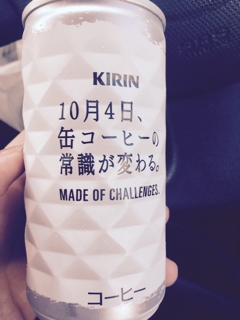 KIRIN
10月4日、
缶コーヒーの
常識が変わる。
MADE OF CHALLENGES.
コーヒー